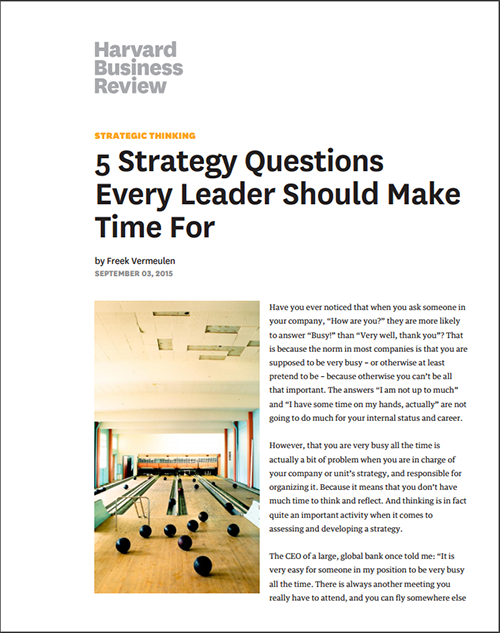 Harvard
Business
Review
STRATEGIC THINKING
5 Strategy Questions
Every Leader Should Make
Time For
by Freek Vermeulen
SEPTEMBER 03, 2015
Have you ever noticed that when you ask someone in
your company, “How are you?” they are more likely
to answer “Busy!” than “Very well, thank you”? That
is because the norm in most companies is that you are
supposed to be very busy – or otherwise at least
pretend to be – because otherwise you can’t be all
that important. The answers “I am not up to much”
and “I have some time on my hands, actually” are not
going to do much for your internal status and career.
However, that you are very busy all the time is
actually a bit of problem when you are in charge of
your company or unit’s strategy, and responsible for
organizing it. Because it means that you don’t have
much time to think and reflect. And thinking is in fact
quite an important activity when it comes to
assessing and developing a strategy.
The CEO of a large, global bank once told me: “It is
very easy for someone in my position to be very busy
all the time. There is always another meeting you
really have to attend, and you can fly somewhere else